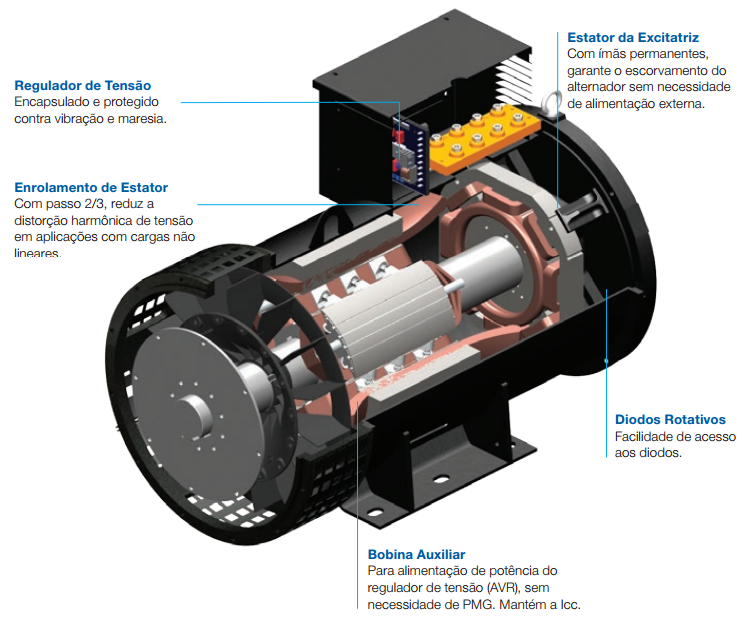 Estator da Excitatriz
Com ímãs permanentes,
garante o escorvamento do
alternador sem necessidade
de alimentação externa.
Regulador de Tensão
Encapsulado e protegido
contra vibração e maresia.
Enrolamento de Estator
Com passo 2/3, reduz a
distorção harmônica de tensão
em aplicações com cargas não
lineares.
Diodos Rotativos
Facilidade de acesso
aos diodos.
Bobina Auxiliar
Para alimentação de potência do
regulador de tensão (AVR), sem
necessidade de PMG. Mantém a Icc.